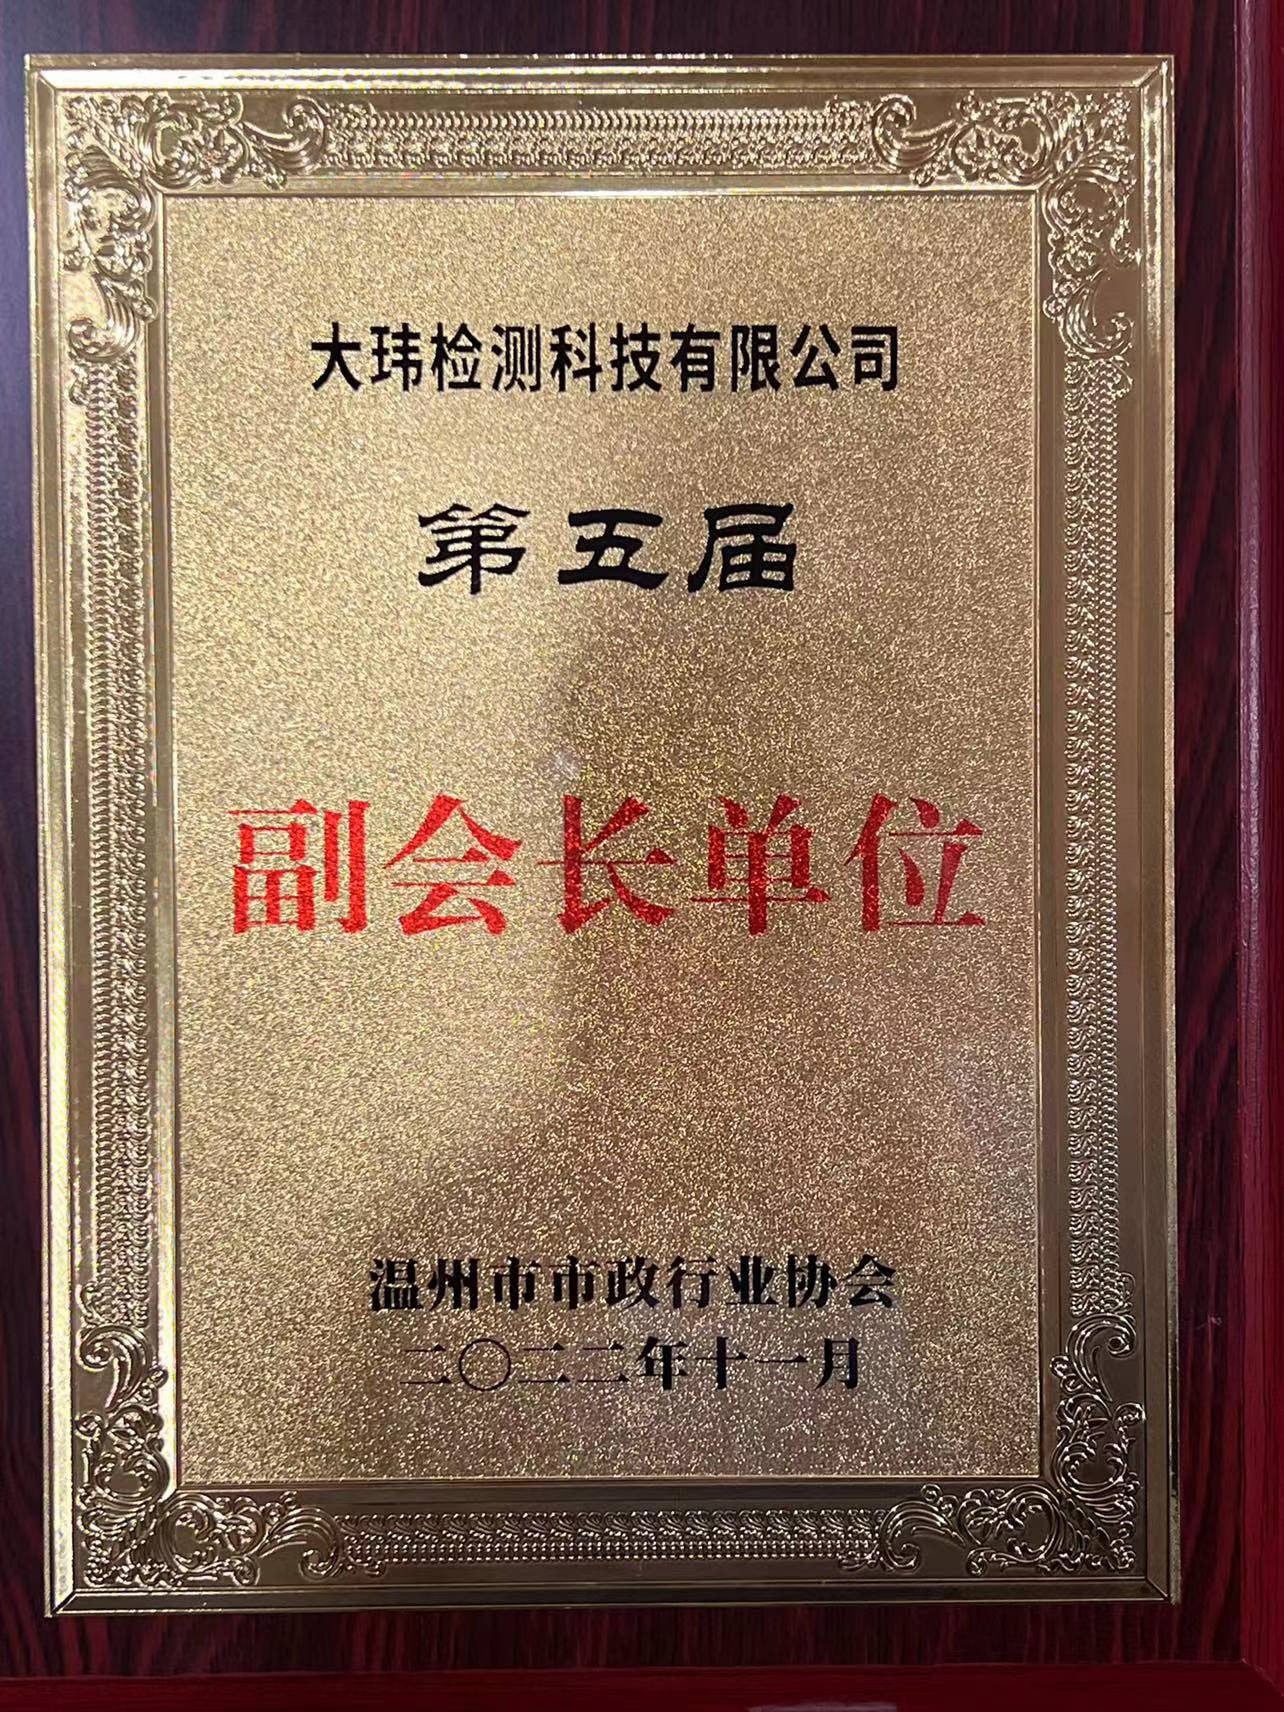 大玮检测科技有限公司
第五届
副会长单位
温州市市政行业协会
二〇二二年十一月